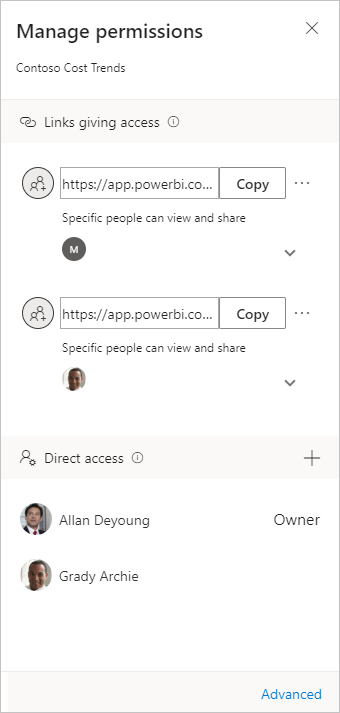 Manage permissions
Contoso Cost Trends
Links giving access
https://app.powerbi.co... Copy ...
Specific people can view and share
M
https://app.powerbi.co... Copy ...
Specific people can view and share
Direct access
Allan Deyoung Owner
Grady Archie
Advanced